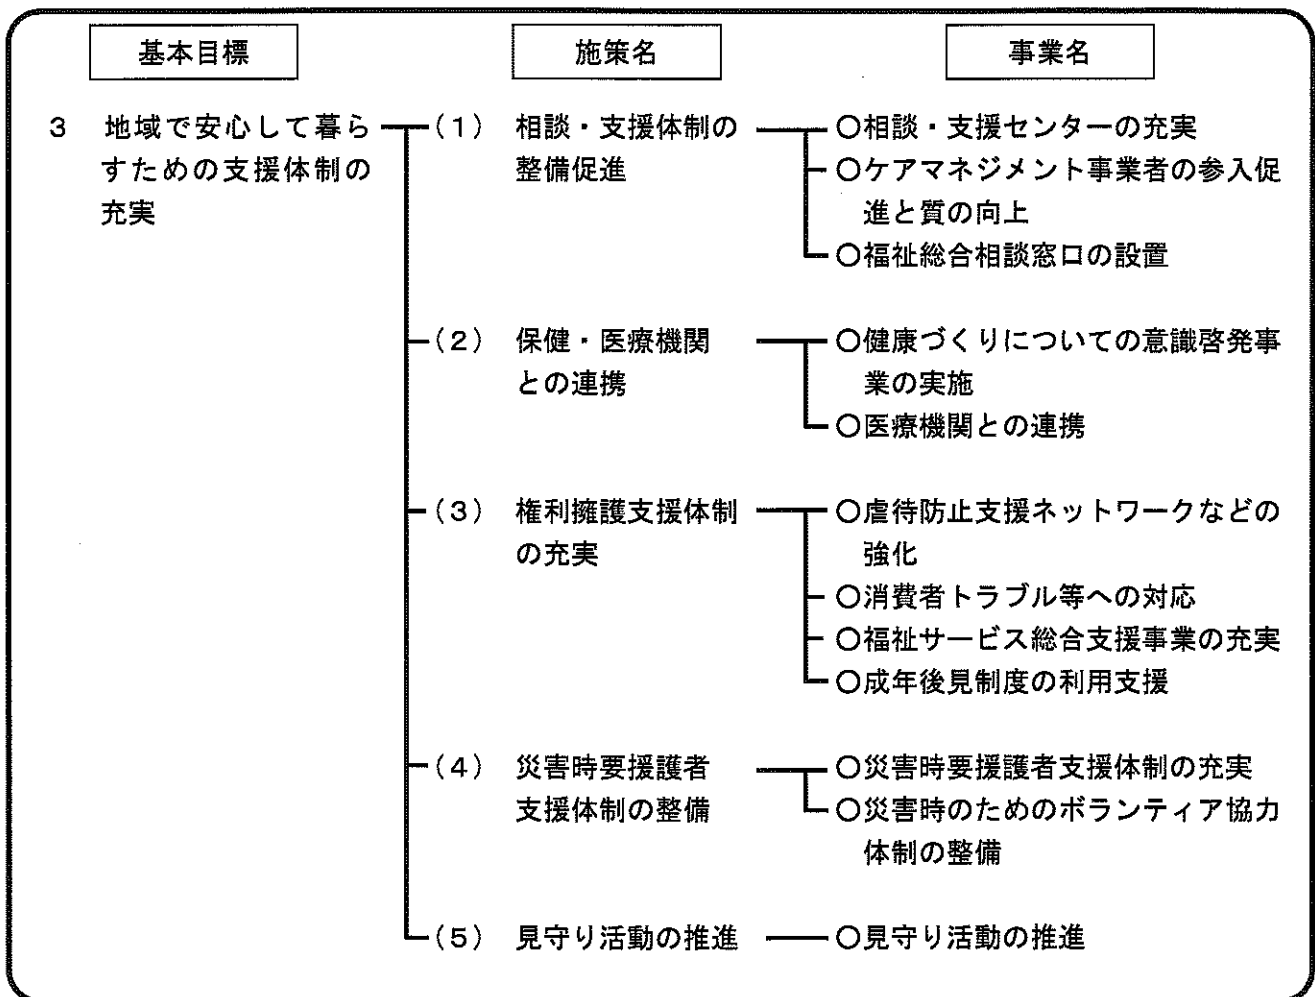 基本目標
施策名
事業名
3 地域で安心して暮ら
すための支援体制の
充実
(1) 相談・支援体制の
整備促進
○相談・支援センターの充実
○ケアマネジメント事業者の参入促
進と質の向上
○福祉総合相談窓口の設置
(2) 保健・医療機関
との連携
○健康づくりについての意識啓発事
業の実施
○医療機関との連携
(3) 権利擁護支援体制
の充実
○虐待防止支援ネットワークなどの
強化
○消費者トラブル等への対応
○福祉サービス総合支援事業の充実
○成年後見制度の利用支援
(4) 災害時要援護者
支援体制の整備
○災害時要援護者支援体制の充実
○災害時のためのボランティア協力
体制の整備
(5) 見守り活動の推進
○見守り活動の推進